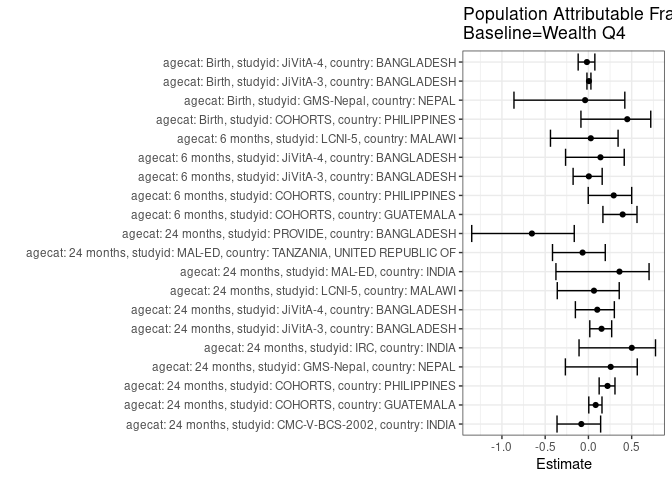 Population Attributable Fra
Baseline=Wealth Q4
agecat: Birth, studyid: JiVitA-4, country: BANGLADESH
agecat: Birth, studyid: JiVitA-3, country: BANGLADESH
agecat: Birth, studyid: GMS-Nepal, country: NEPAL
agecat: Birth, studyid: COHORTS, country: PHILIPPINES
agecat: 6 months, studyid: LCNI-5, country: MALAWI
agecat: 6 months, studyid: JiVitA-4, country: BANGLADESH
agecat: 6 months, studyid: JiVitA-3, country: BANGLADESH
agecat: 6 months, studyid: COHORTS, country: PHILIPPINES
agecat: 6 months, studyid: COHORTS, country: GUATEMALA
agecat: 24 months, studyid: PROVIDE, country: BANGLADESH
agecat: 24 months, studyid: MAL-ED, country: TANZANIA, UNITED REPUBLIC OF
agecat: 24 months, studyid: MAL-ED, country: INDIA
agecat: 24 months, studyid: LCNI-5, country: MALAWI
agecat: 24 months, studyid: JiVitA-4, country: BANGLADESH
agecat: 24 months, studyid: JiVitA-3, country: BANGLADESH
agecat: 24 months, studyid: IRC, country: INDIA
agecat: 24 months, studyid: GMS-Nepal, country: NEPAL
agecat: 24 months, studyid: COHORTS, country: PHILIPPINES
agecat: 24 months, studyid: COHORTS, country: GUATEMALA
agecat: 24 months, studyid: CMC-V-BCS-2002, country: INDIA
-1.0 -0.5 0.0 0.5
Estimate